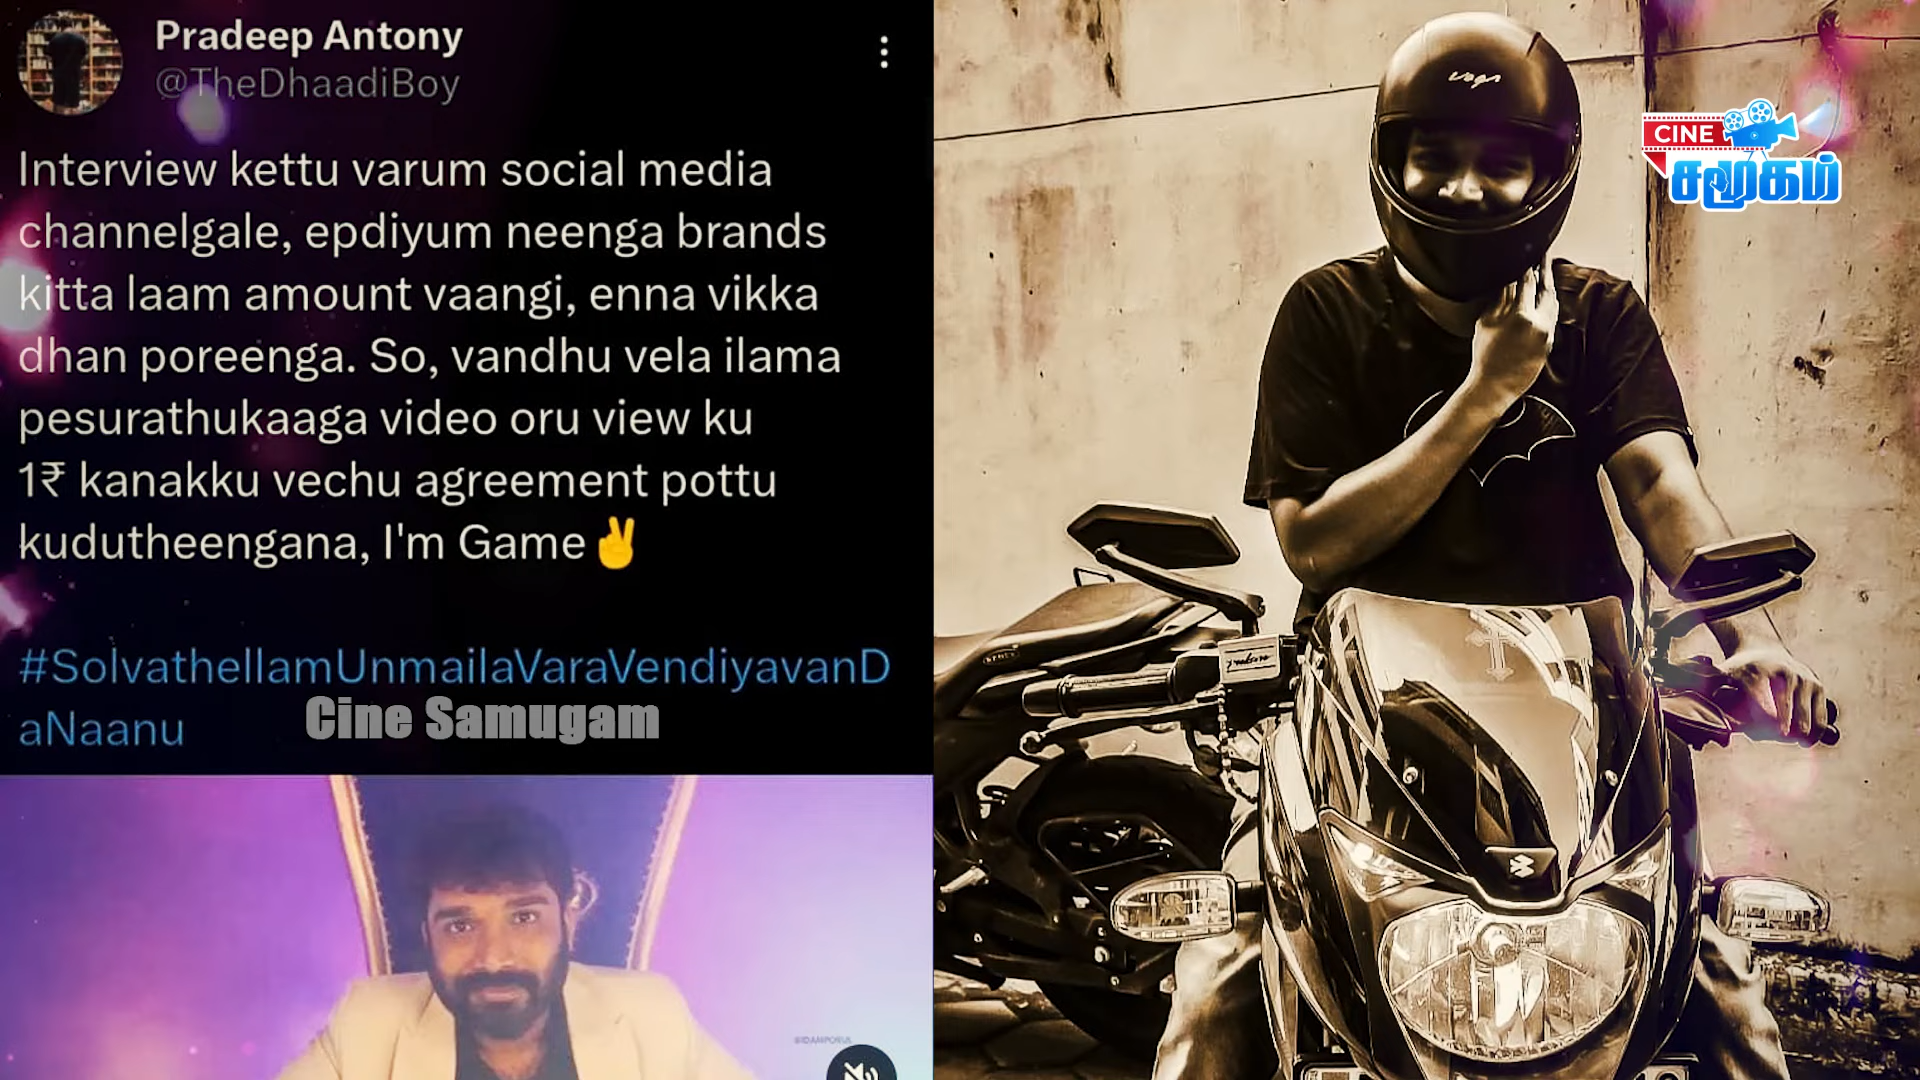 Pradeep Antony
@TheDhaadiBoy
Interview kettu varum social media
channelgale, epdiyum neenga brands
kitta laam amount vaangi, enna vikka
dhan poreenga. So, vandhu vela ilama
pesurathukaaga video oru view ku
1₹ kanakku vechu agreement pottu
kudutheengana, I'm Game✌️
#SolvathellamUnmailaVaraVendiyavanD
aNaanu
Cine Samugam
CINE
சமூகம்